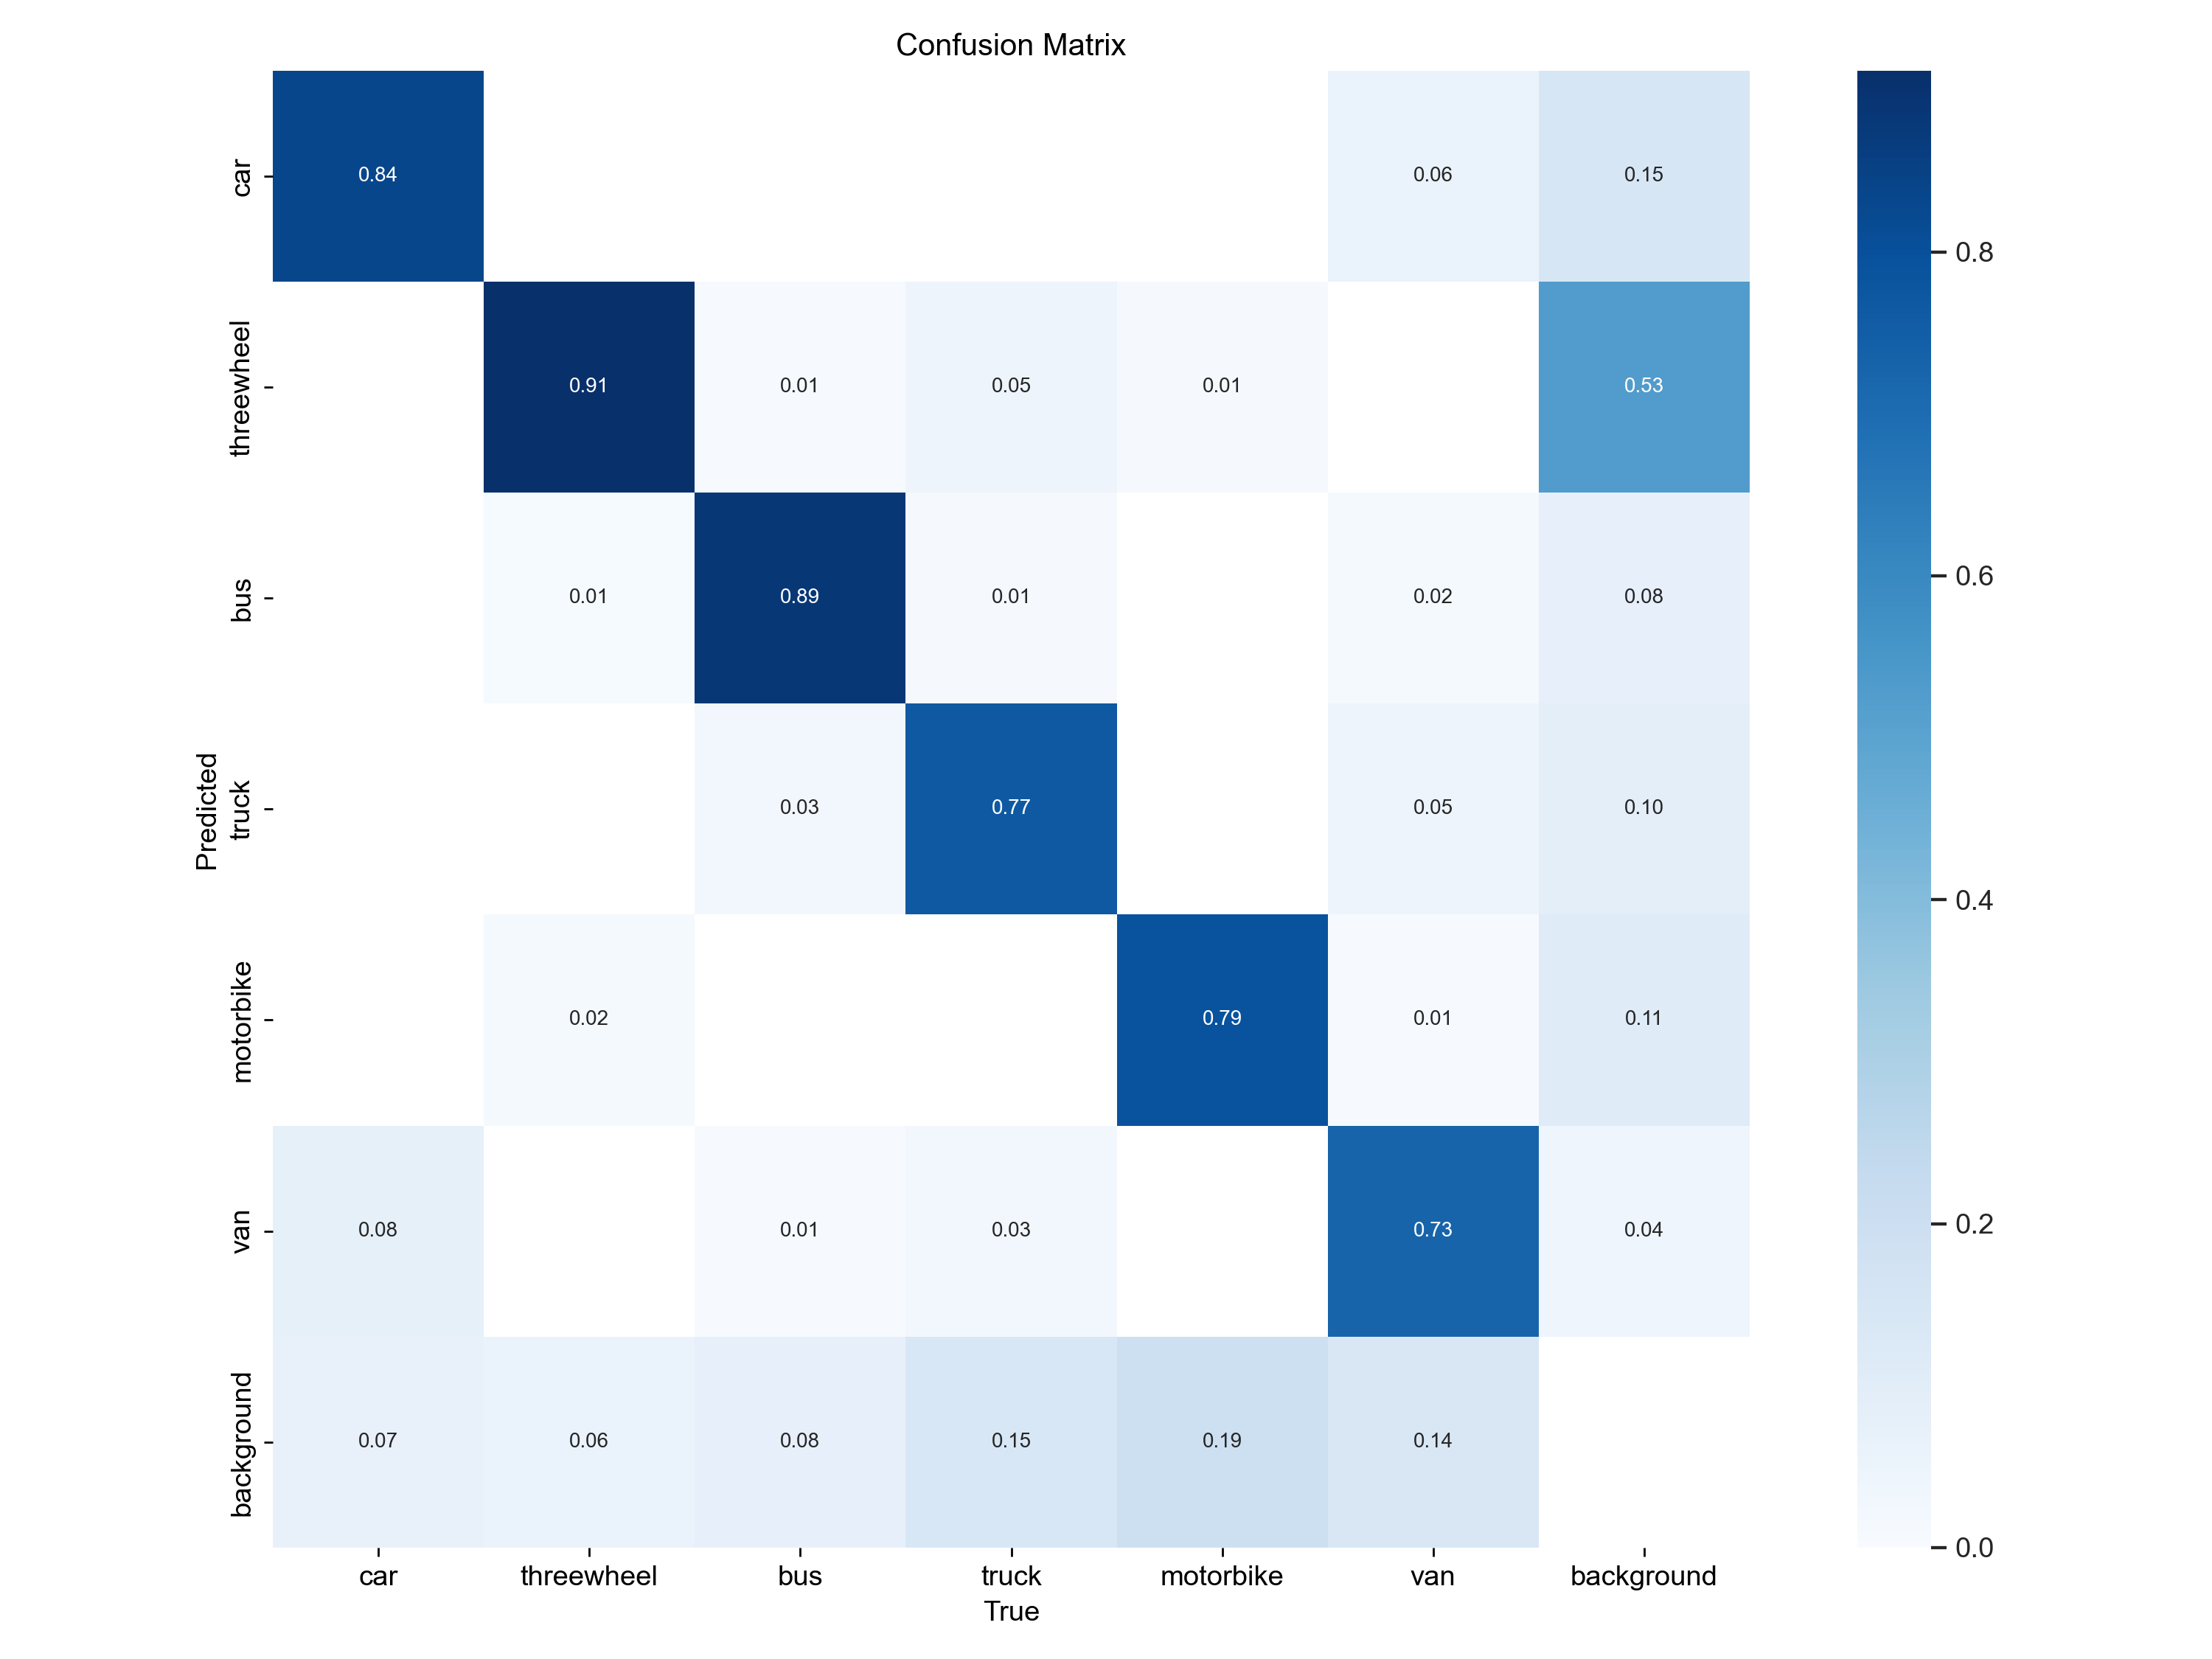 Confusion Matrix
car
0.84
0.06
0.15
threewheel
0.91
0.01
0.05
0.01
0.53
bus
0.01
0.89
0.01
0.02
0.08
Predicted
truck
0.03
0.77
0.05
0.10
motorbike
0.02
0.79
0.01
0.11
van
0.08
0.01
0.03
0.73
0.04
background
0.07
0.06
0.08
0.15
0.19
0.14
car
threewheel
bus
truck
motorbike
van
background
True
0.8
0.6
0.4
0.2
0.0